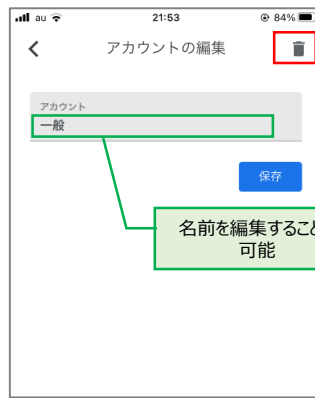 au 21:53 84%
アカウントの編集
アカウント
一般
保存
名前を編集すること
可能